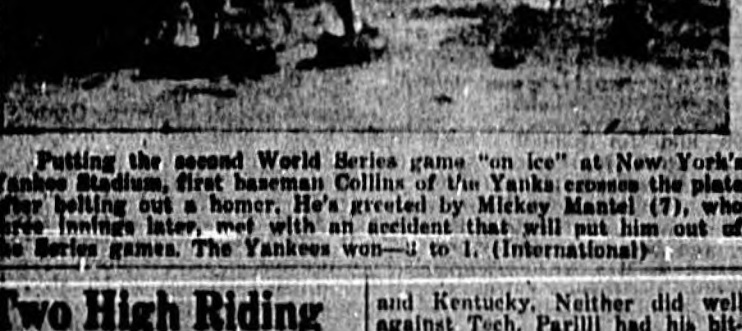 Putting the second World Series game "on ice" at New York's
Yankee Stadium, first baseman Collins of the Yanks crosses the plate
after belting out a homer. He's greeted by Mickey Mantel (7), who
three innings later, met with an accident that will put him out of
the Series games. The Yankees won— to 1. (International)
Two High Riding
and Kentucky. Neither did well
against Tech. Parilli had his bit-